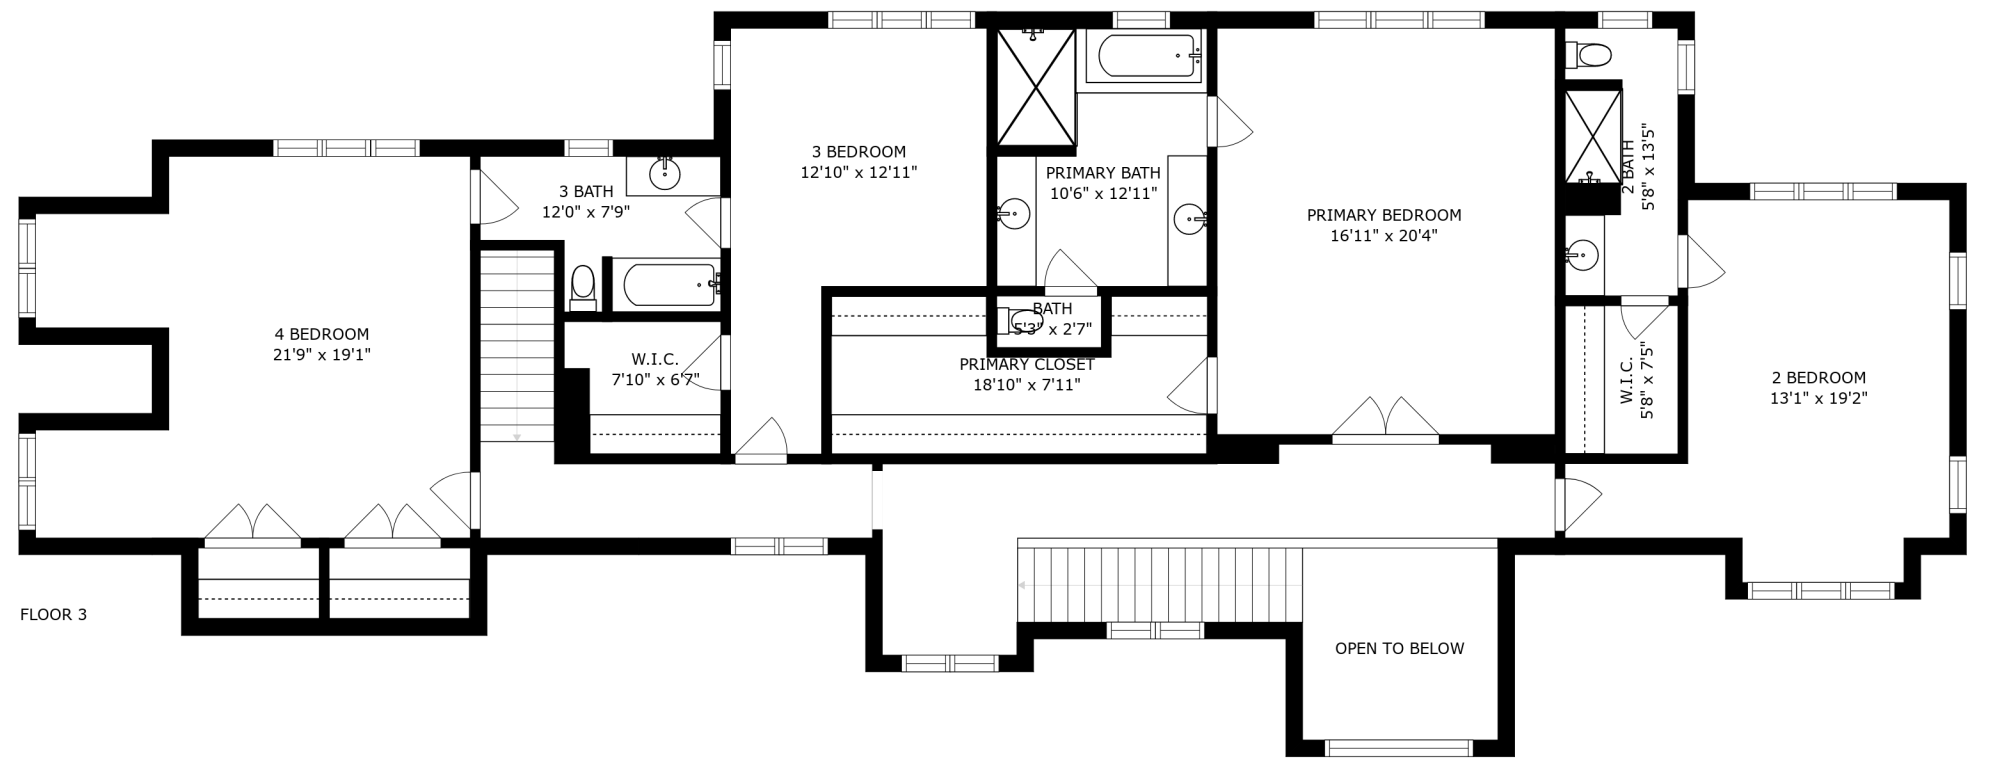 3 BEDROOM
12'10" x 12'11"
PRIMARY BATH
10'6" x 12'11"
3 BATH
12'0" x 7'9"
PRIMARY BEDROOM
16'11" x 20'4"
2 BATH
5'8" x 13'5"
4 BEDROOM
21'9" x 19'1"
BATH
5'3" x 2'7"
W.I.C.
7'10" x 6'7"
PRIMARY CLOSET
18'10" x 7'11"
W.I.C.
5'8" x 7'5"
2 BEDROOM
13'1" x 19'2"
FLOOR 3
OPEN TO BELOW